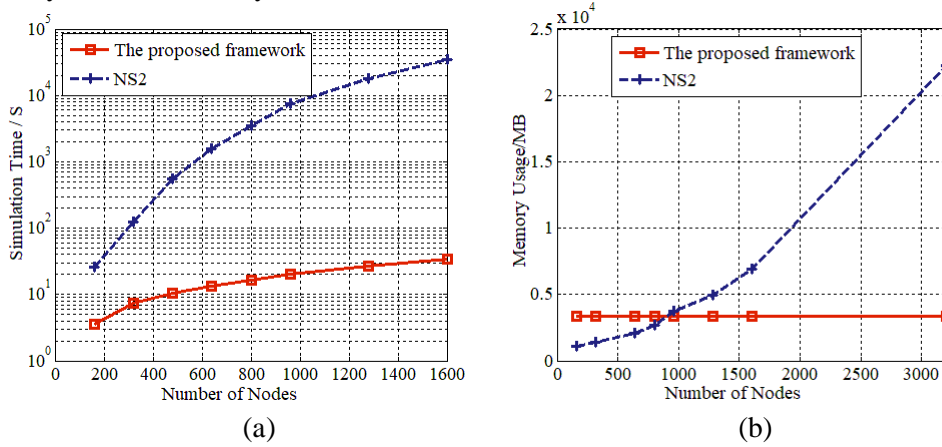 The proposed framework
NS2
10^5
10^4
10^3
10^2
10^1
10^0
Simulation Time / S
0 200 400 600 800 1000 1200 1400 1600
Number of Nodes
(a)
x 10^4
The proposed framework
NS2
2.5
2
1.5
1
0.5
0
Memory Usage/MB
0 500 1000 1500 2000 2500 3000
Number of Nodes
(b)